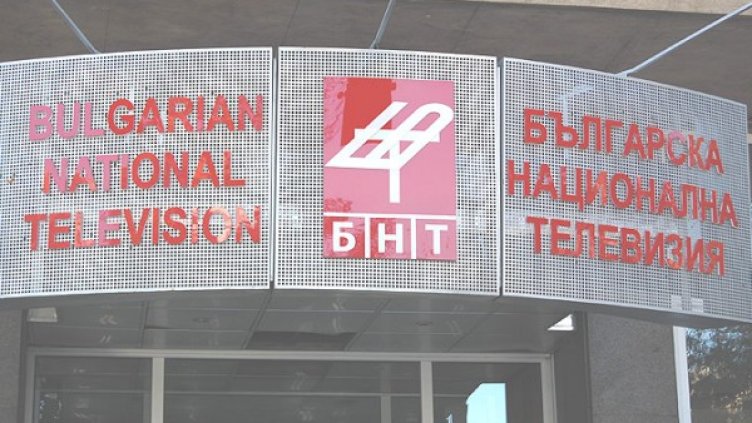 BULGARIAN
NATIONAL
TELEVISION
БНТ
БЪЛГАРСКА
НАЦИОНАЛНА
ТЕЛЕВИЗИЯ